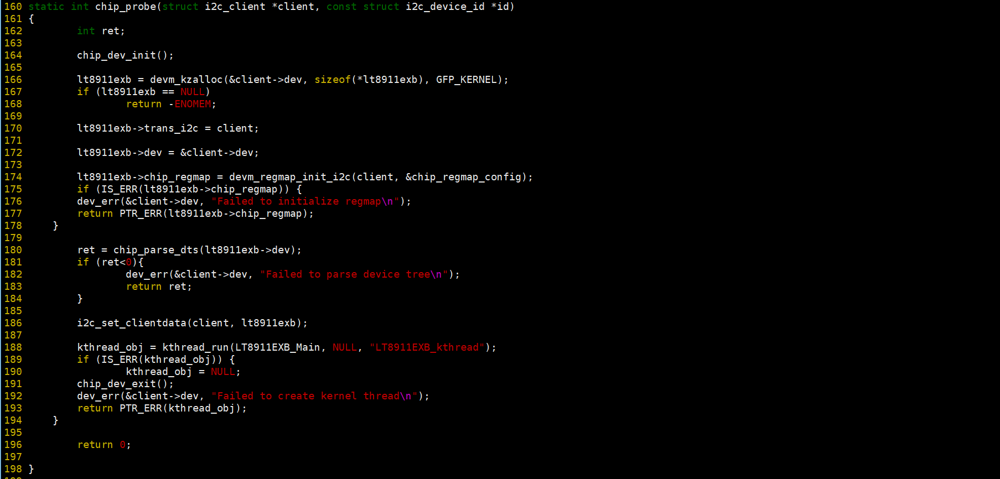 160 static int chip_probe(struct i2c_client *client, const struct i2c_device_id *id)
161 {
162         int ret;
163
164         chip_dev_init();
165
166         lt8911exb = devm_kzalloc(&client->dev, sizeof(*lt8911exb), GFP_KERNEL);
167         if (lt8911exb == NULL)
168                 return -ENOMEM;
169
170         lt8911exb->trans_i2c = client;
171
172         lt8911exb->dev = &client->dev;
173
174         lt8911exb->chip_regmap = devm_regmap_init_i2c(client, &chip_regmap_config);
175         if (IS_ERR(lt8911exb->chip_regmap)) {
176         dev_err(&client->dev, "Failed to initialize regmap\n");
177         return PTR_ERR(lt8911exb->chip_regmap);
178     }
179
180         ret = chip_parse_dts(lt8911exb->dev);
181         if (ret<0){
182                 dev_err(&client->dev, "Failed to parse device tree\n");
183                 return ret;
184         }
185
186         i2c_set_clientdata(client, lt8911exb);
187
188         kthread_obj = kthread_run(LT8911EXB_Main, NULL, "LT8911EXB_kthread");
189         if (IS_ERR(kthread_obj)) {
190                 kthread_obj = NULL;
191         chip_dev_exit();
192         dev_err(&client->dev, "Failed to create kernel thread\n");
193         return PTR_ERR(kthread_obj);
194     }
195
196         return 0;
197
198 }